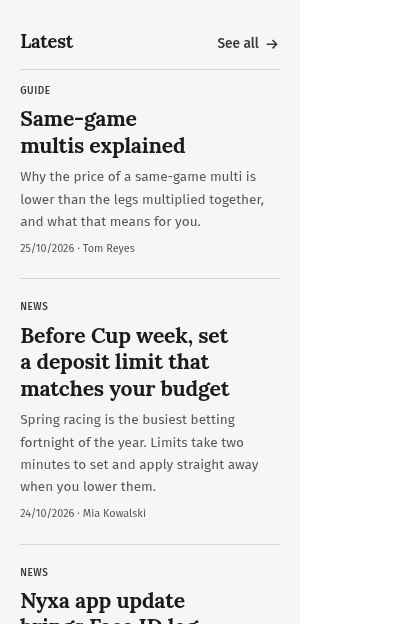 Latest
See all →
GUIDE
Same-game
multis explained
Why the price of a same-game multi is
lower than the legs multiplied together,
and what that means for you.
25/10/2026 · Tom Reyes
NEWS
Before Cup week, set
a deposit limit that
matches your budget
Spring racing is the busiest betting
fortnight of the year. Limits take two
minutes to set and apply straight away
when you lower them.
24/10/2026 · Mia Kowalski
NEWS
Nyxa app update
brings Face ID log